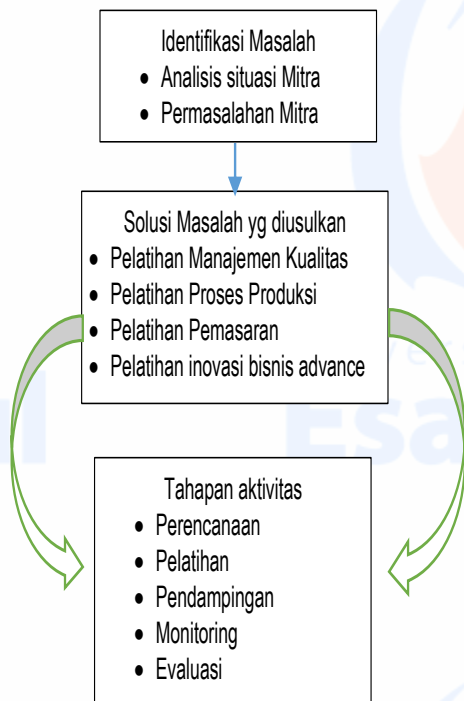 Identifikasi Masalah
• Analisis situasi Mitra
• Permasalahan Mitra
Solusi Masalah yg diusulkan
• Pelatihan Manajemen Kualitas
• Pelatihan Proses Produksi
• Pelatihan Pemasaran
• Pelatihan inovasi bisnis advance
Esa
Tahapan aktivitas
• Perencanaan
• Pelatihan
• Pendampingan
• Monitoring
• Evaluasi